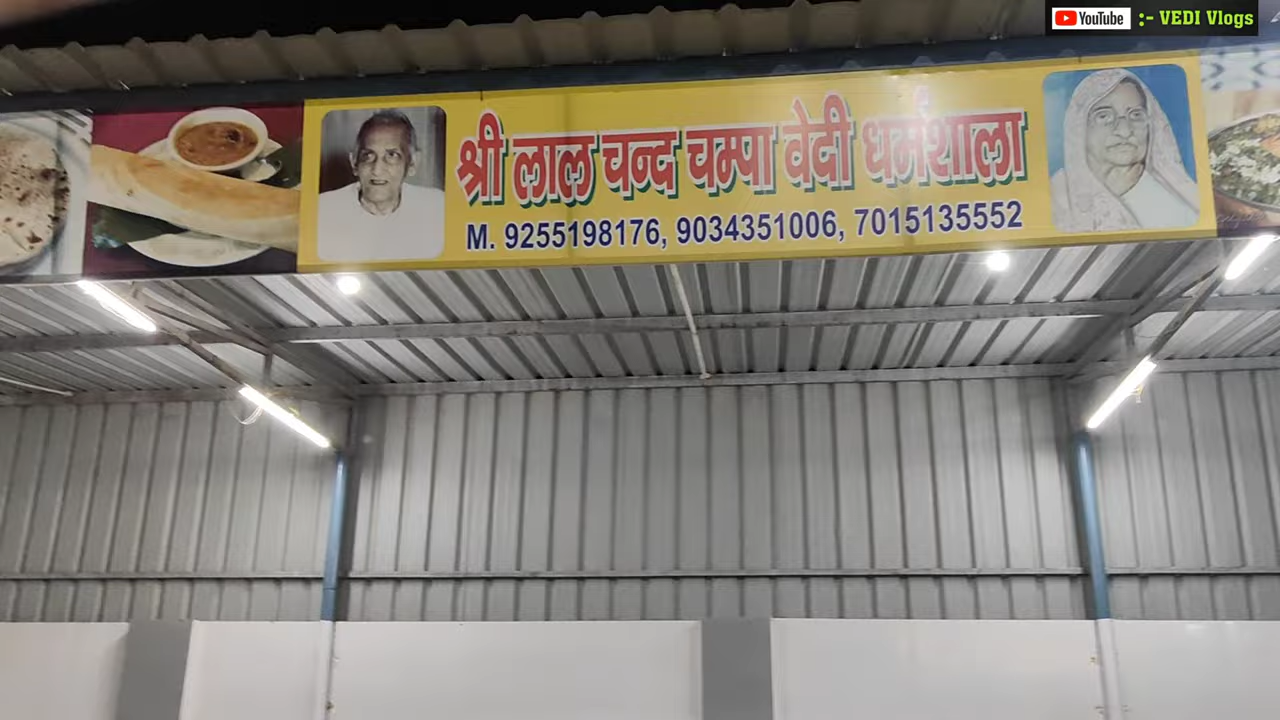 YouTube :- VEDI Vlogs
श्री लाल चन्द चम्पा वेदी धर्मशाला
M. 9255198176, 9034351006, 7015135552